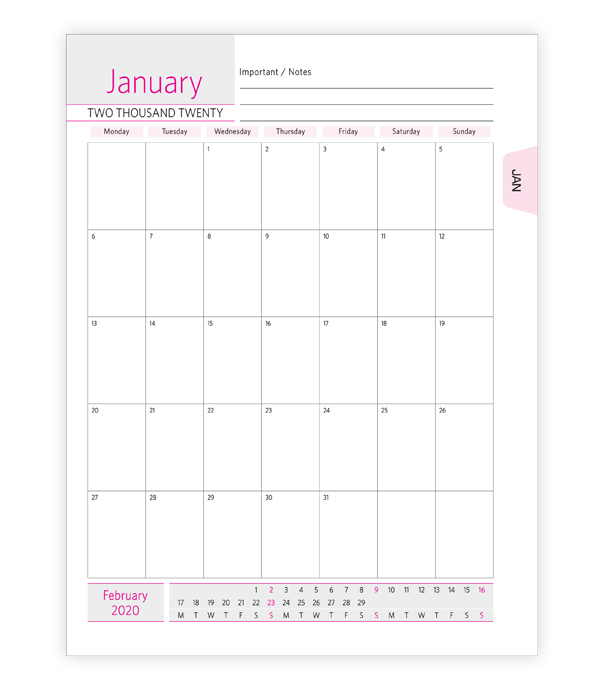 January
Important / Notes
TWO THOUSAND TWENTY
Monday Tuesday Wednesday Thursday Friday Saturday Sunday
JAN
1 2 3 4 5
6 7 8 9 10 11 12
13 14 15 16 17 18 19
20 21 22 23 24 25 26
27 28 29 30 31
February
2020
1 2 3 4 5 6 7 8 9 10 11 12 13 14 15 16
17 18 19 20 21 22 23 24 25 26 27 28 29
M T W T F S S M T W T F S S M T W T F S S